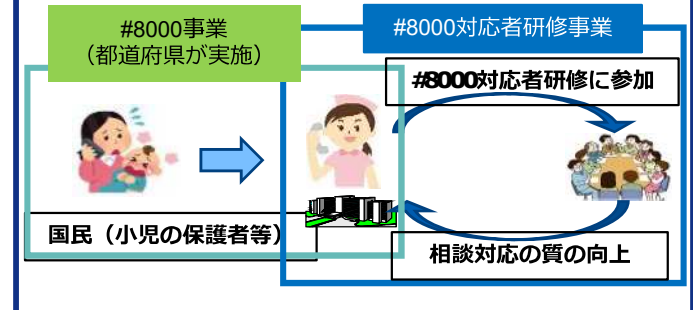 #8000事業
（都道府県が実施）
#8000対応者研修事業
#8000対応者研修に参加
国民（小児の保護者等）
相談対応の質の向上